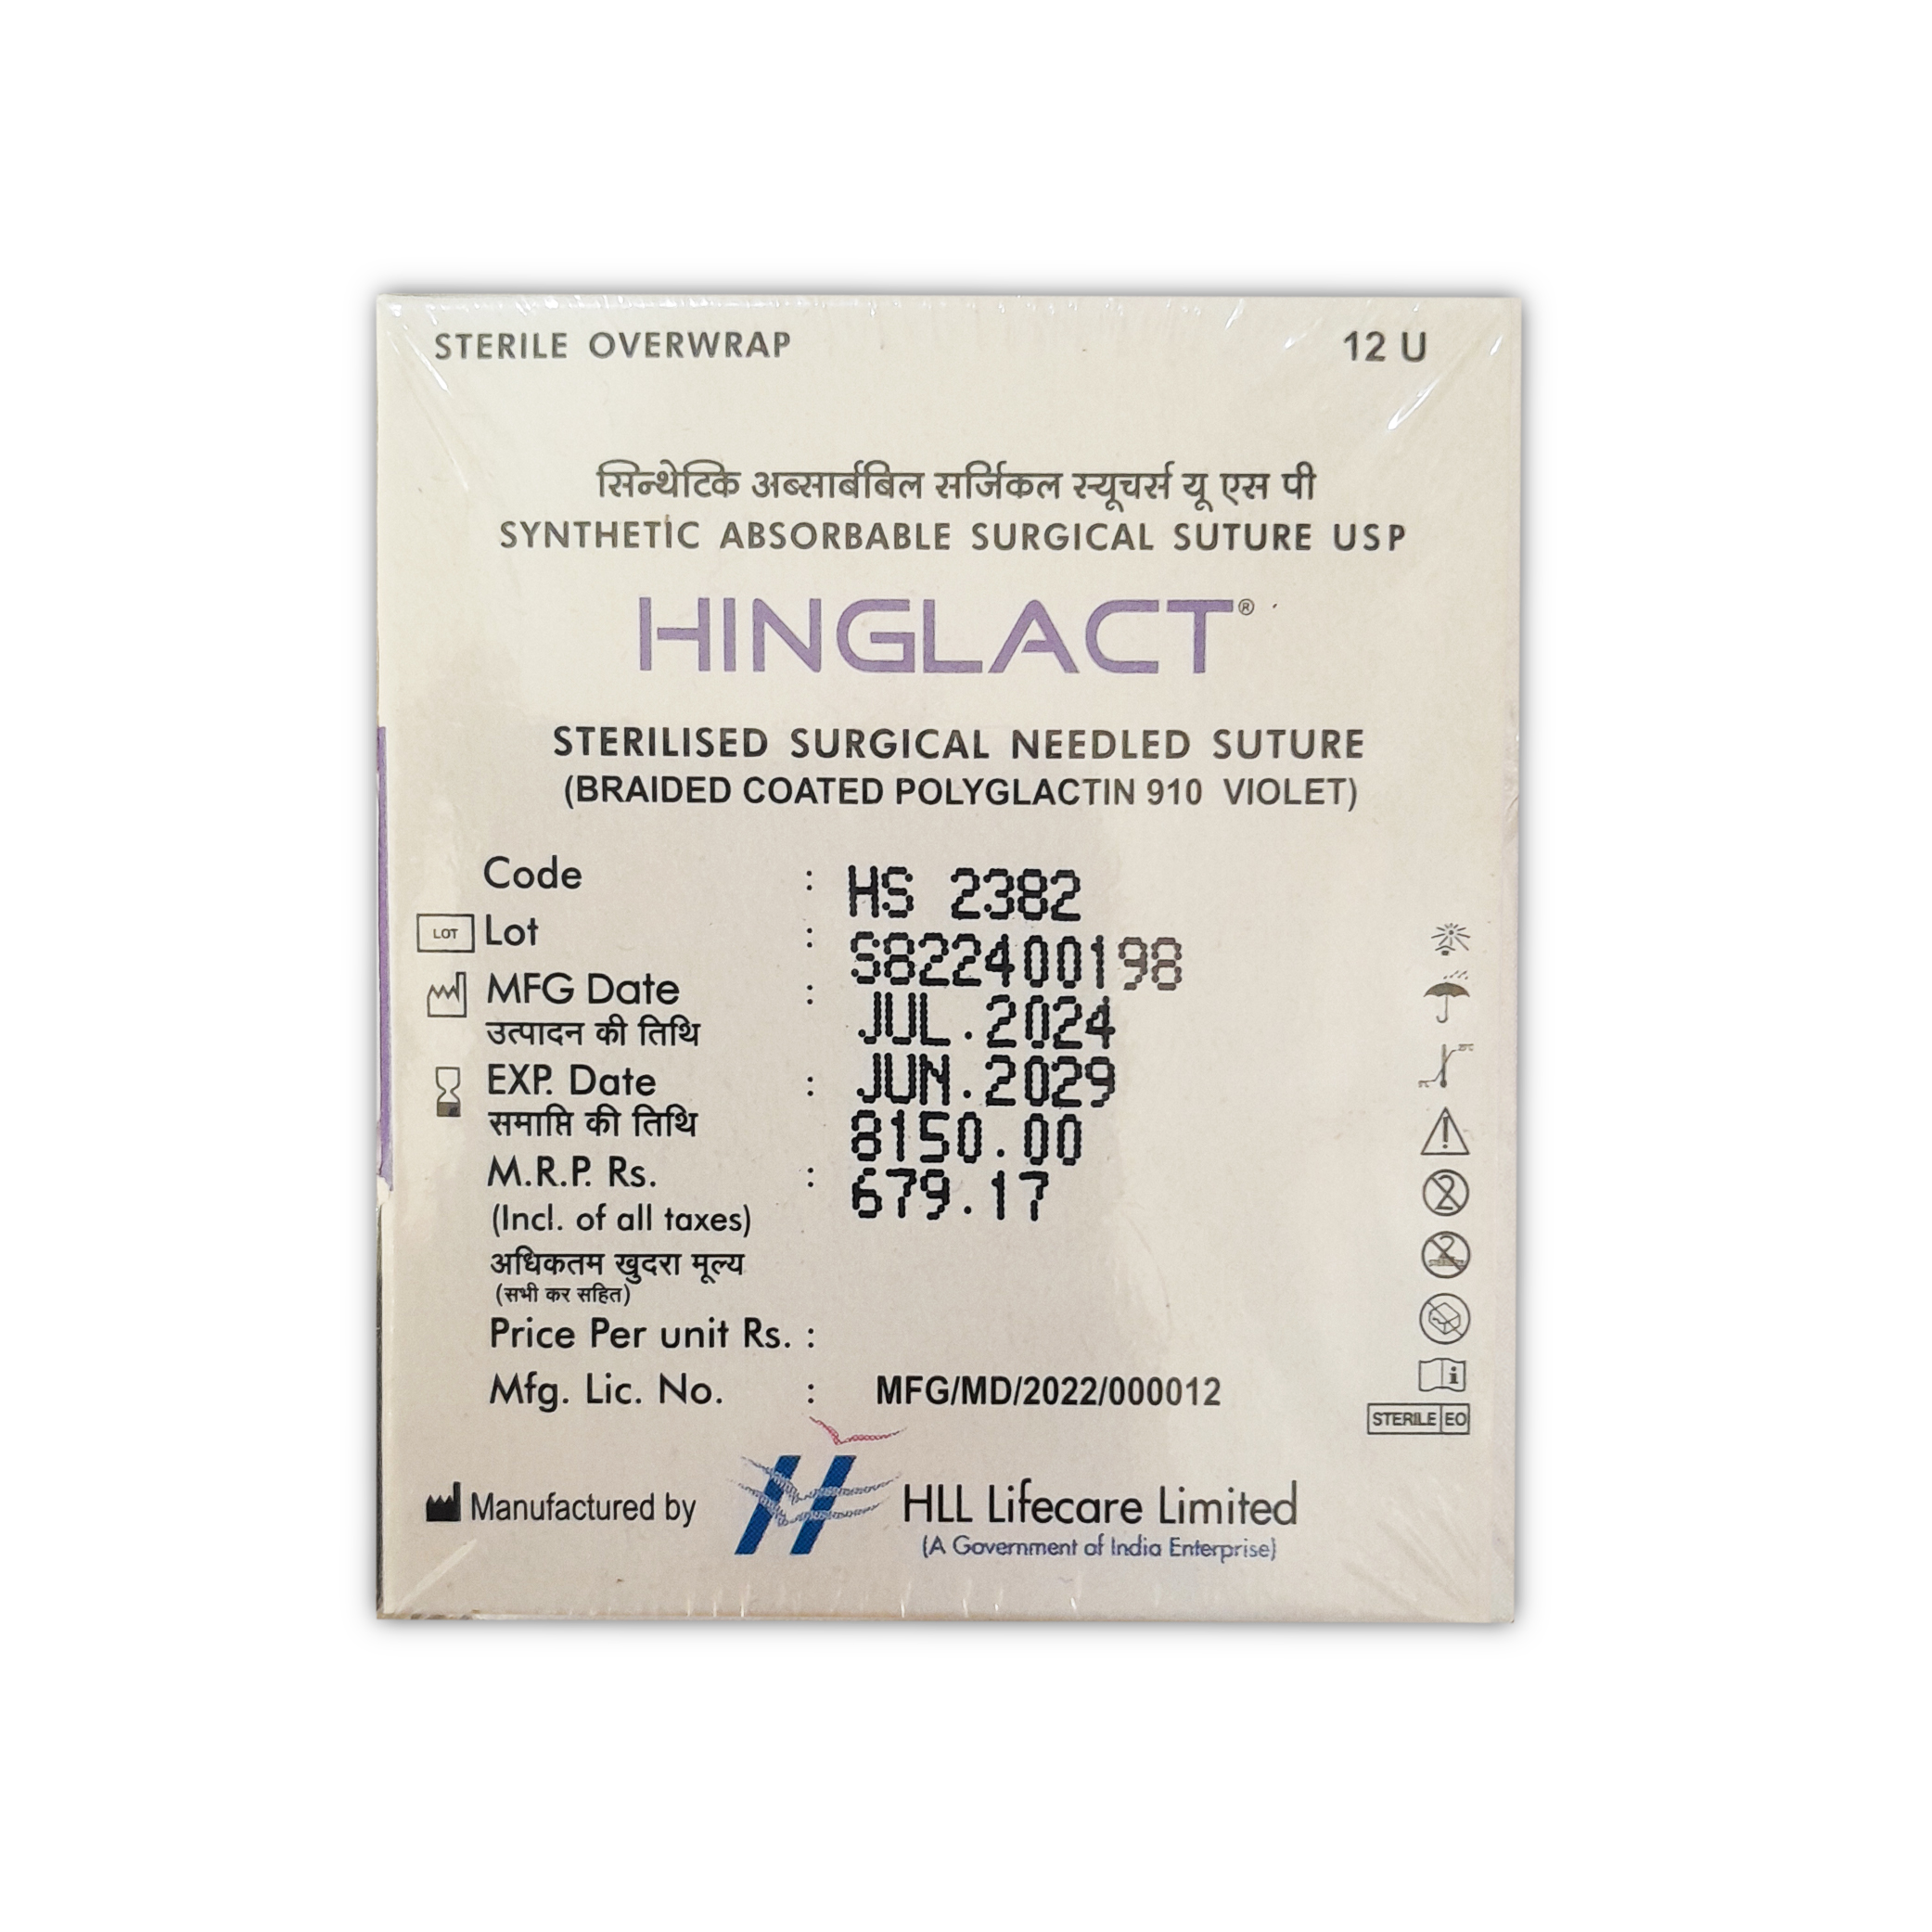 STERILE OVERWRAP 12 U
सिन्थेटिक अब्सार्बबिल सर्जिकल स्यूचर्स यू एस पी
SYNTHETIC ABSORBABLE SURGICAL SUTURE USP
HINGLACT®
STERILISED SURGICAL NEEDLED SUTURE
(BRAIDED COATED POLYGLACTIN 910 VIOLET)
Code : HS 2382
LOT Lot : S822400198
MFG Date : JUL.2024
उत्पादन की तिथि
EXP. Date : JUN.2029
समाप्ति की तिथि
8150.00
M.R.P. Rs. : 679.17
(Incl. of all taxes)
अधिकतम खुदरा मूल्य
(सभी कर सहित)
Price Per unit Rs. :
Mfg. Lic. No. : MFG/MD/2022/000012
STERILE EO
Manufactured by HLL Lifecare Limited
(A Government of India Enterprise)